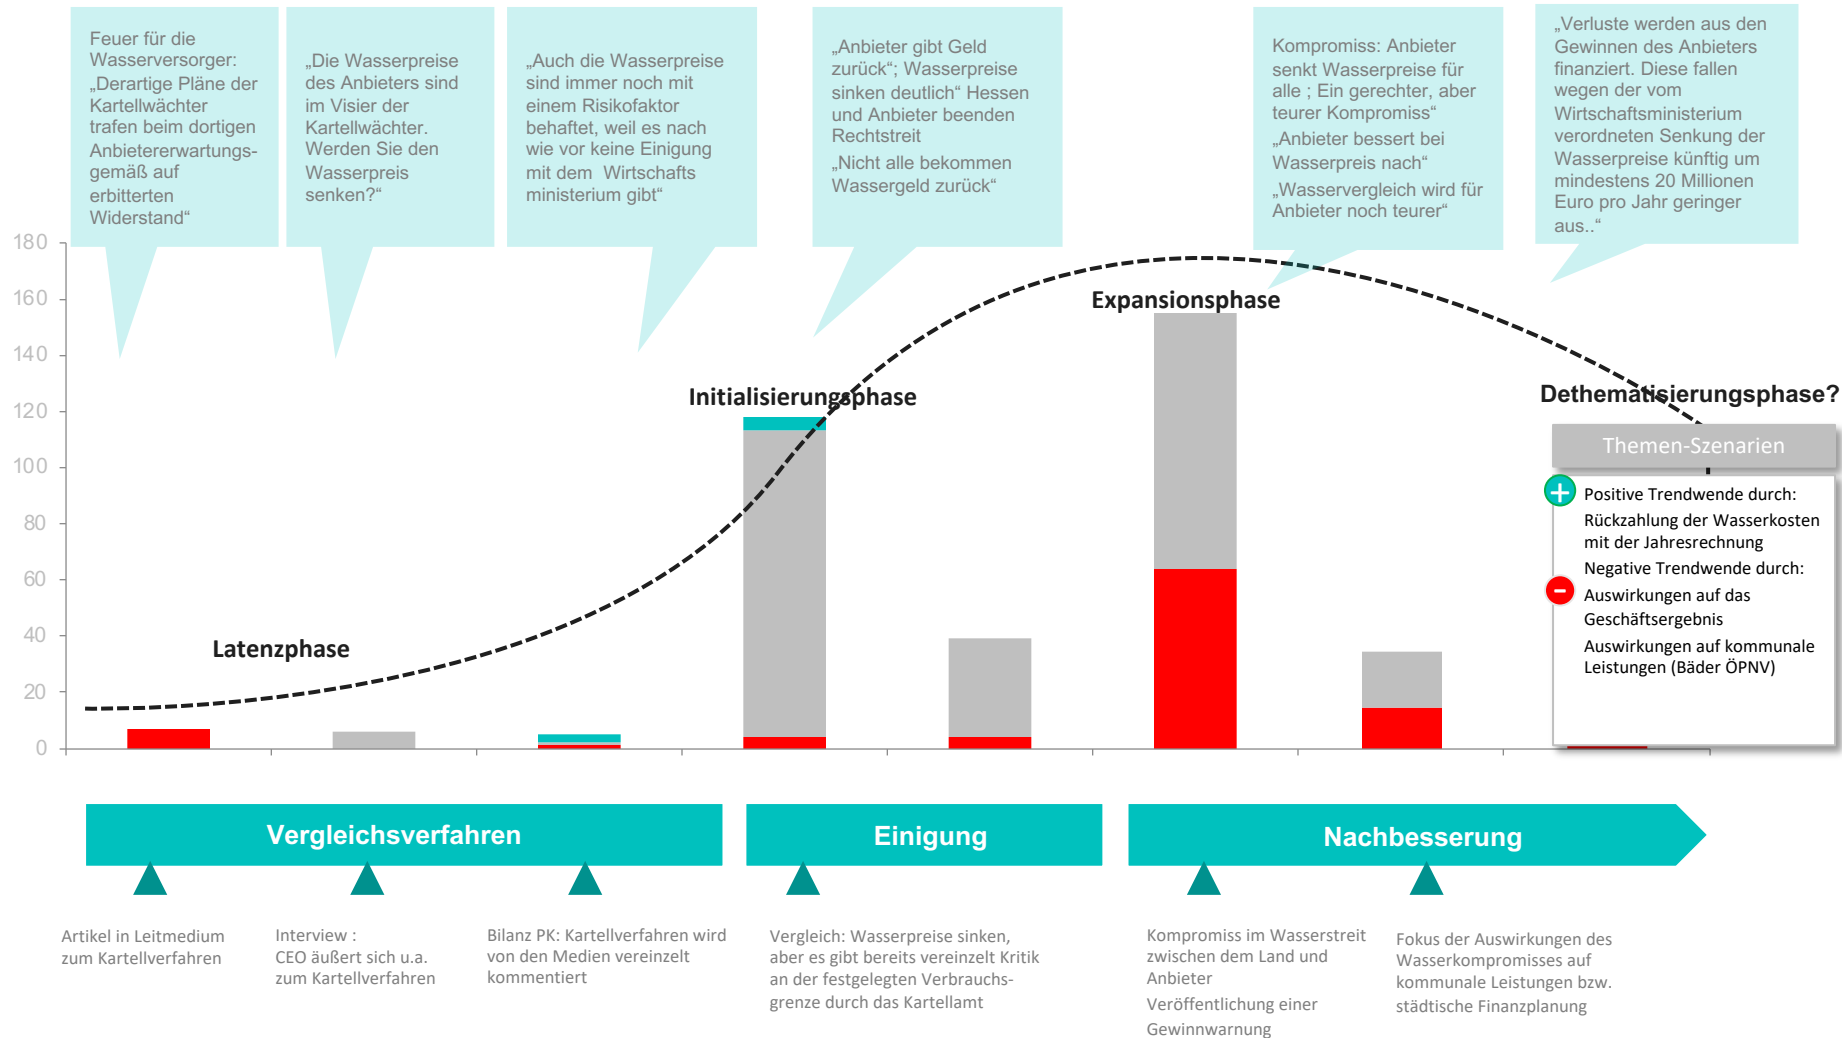 Feuer für die
Wasserversorger:
„Derartige Pläne der
Kartellwächter
trafen beim dortigen
Anbietererwartungs-
gemäß auf
erbitterten
Widerstand“
„Die Wasserpreise
des Anbieters sind
im Visier der
Kartellwächter.
Werden Sie den
Wasserpreis
senken?“
„Auch die Wasserpreise
sind immer noch mit
einem Risikofaktor
behaftet, weil es nach
wie vor keine Einigung
mit dem Wirtschafts
ministerium gibt“
„Anbieter gibt Geld
zurück“; Wasserpreise
sinken deutlich“ Hessen
und Anbieter beenden
Rechtstreit
„Nicht alle bekommen
Wassergeld zurück“
Kompromiss: Anbieter
senkt Wasserpreise für
alle ; Ein gerechter, aber
teurer Kompromiss“
„Anbieter bessert bei
Wasserpreis nach“
„Wasservergleich wird für
Anbieter noch teurer“
„Verluste werden aus den
Gewinnen des Anbieters
finanziert. Diese fallen
wegen der vom
Wirtschaftsministerium
verordneten Senkung der
Wasserpreise künftig um
mindestens 20 Millionen
Euro pro Jahr geringer
aus..“
180
160
140
120
100
80
60
40
20
0
Latenzphase
Initialisierungsphase
Expansionsphase
Dethematisierungsphase?
Themen-Szenarien
+
Positive Trendwende durch:
Rückzahlung der Wasserkosten
mit der Jahresrechnung
Negative Trendwende durch:
-
Auswirkungen auf das
Geschäftsergebnis
Auswirkungen auf kommunale
Leistungen (Bäder ÖPNV)
Vergleichsverfahren
Einigung
Nachbesserung
Artikel in Leitmedium
zum Kartellverfahren
Interview :
CEO äußert sich u.a.
zum Kartellverfahren
Bilanz PK: Kartellverfahren wird
von den Medien vereinzelt
kommentiert
Vergleich: Wasserpreise sinken,
aber es gibt bereits vereinzelt Kritik
an der festgelegten Verbrauchs-
grenze durch das Kartellamt
Kompromiss im Wasserstreit
zwischen dem Land und
Anbieter
Veröffentlichung einer
Gewinnwarnung
Fokus der Auswirkungen des
Wasserkompromisses auf
kommunale Leistungen bzw.
städtische Finanzplanung